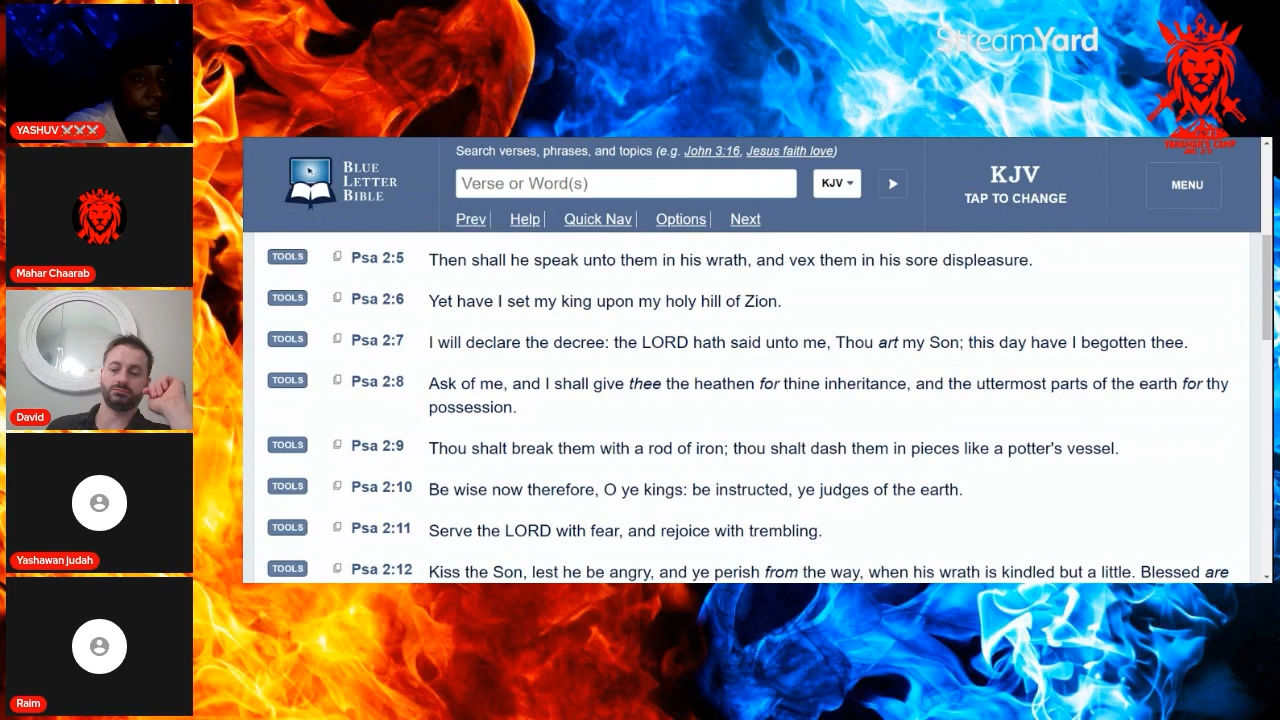 StreamYard
YASHUV ⚔⚔⚔
Mahar Chaarab
David
Yashawan judah
Raim
YAHAWAH'S CAMP
BLUE
LETTER
BIBLE
Search verses, phrases, and topics (e.g. John 3:16, Jesus faith love)
Verse or Word(s)
KJV
Prev Help Quick Nav Options Next
KJV
TAP TO CHANGE
MENU
TOOLS Psa 2:5 Then shall he speak unto them in his wrath, and vex them in his sore displeasure.
TOOLS Psa 2:6 Yet have I set my king upon my holy hill of Zion.
TOOLS Psa 2:7 I will declare the decree: the LORD hath said unto me, Thou art my Son; this day have I begotten thee.
TOOLS Psa 2:8 Ask of me, and I shall give thee the heathen for thine inheritance, and the uttermost parts of the earth for thy
possession.
TOOLS Psa 2:9 Thou shalt break them with a rod of iron; thou shalt dash them in pieces like a potter's vessel.
TOOLS Psa 2:10 Be wise now therefore, O ye kings: be instructed, ye judges of the earth.
TOOLS Psa 2:11 Serve the LORD with fear, and rejoice with trembling.
TOOLS Psa 2:12 Kiss the Son, lest he be angry, and ye perish from the way, when his wrath is kindled but a little. Blessed are